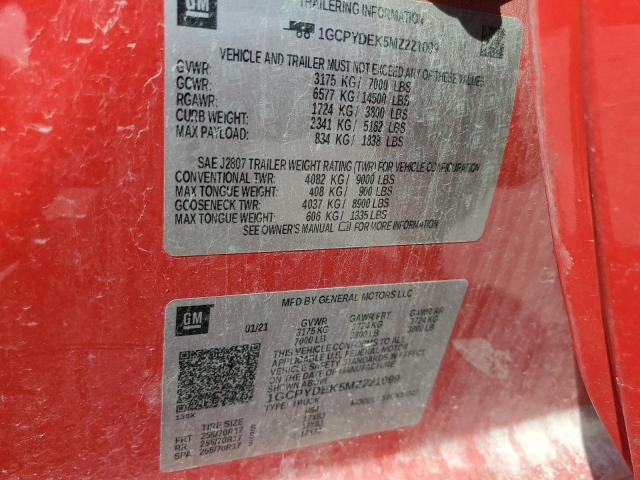 GM
TRAILERING INFORMATION
1GCPYDEK5MZ221099
VEHICLE AND TRAILER MUST NOT EXCEED ANY OF THESE VALUES
GVWR: 3175 KG/ 7000 LBS
GCWR: 6577 KG/ 14500 LBS
RGAWR: 1724 KG/ 3800 LBS
CURB WEIGHT: 2341 KG/ 5162 LBS
MAX PAYLOAD: 834 KG/ 1838 LBS
SAE J2807 TRAILER WEIGHT RATING (TWR) FOR VEHICLE CONFIGURATION
CONVENTIONAL TWR: 4082 KG/ 9000 LBS
MAX TONGUE WEIGHT: 408 KG/ 900 LBS
GOOSENECK TWR: 4037 KG/ 8900 LBS
MAX TONGUE WEIGHT: 606 KG/ 1335 LBS
SEE OWNER'S MANUAL FOR MORE INFORMATION
MFD BY GENERAL MOTORS LLC
GM
01/21 GVWR GAWR FRT GAWR RR
3175 KG 1724 KG 1724 KG
7000 LB 3800 LB 3800 LB
THIS VEHICLE CONFORMS TO ALL
APPLICABLE U.S. FEDERAL MOTOR
VEHICLE SAFETY STANDARDS IN EFFECT
ON THE DATE OF MANUFACTURE
SHOWN ABOVE.
1GCPYDEK5MZ221099
TYPE: TRUCK
TIRE SIZE
FRT 255/70R17
RR 255/70R17
SPA 265/70R17